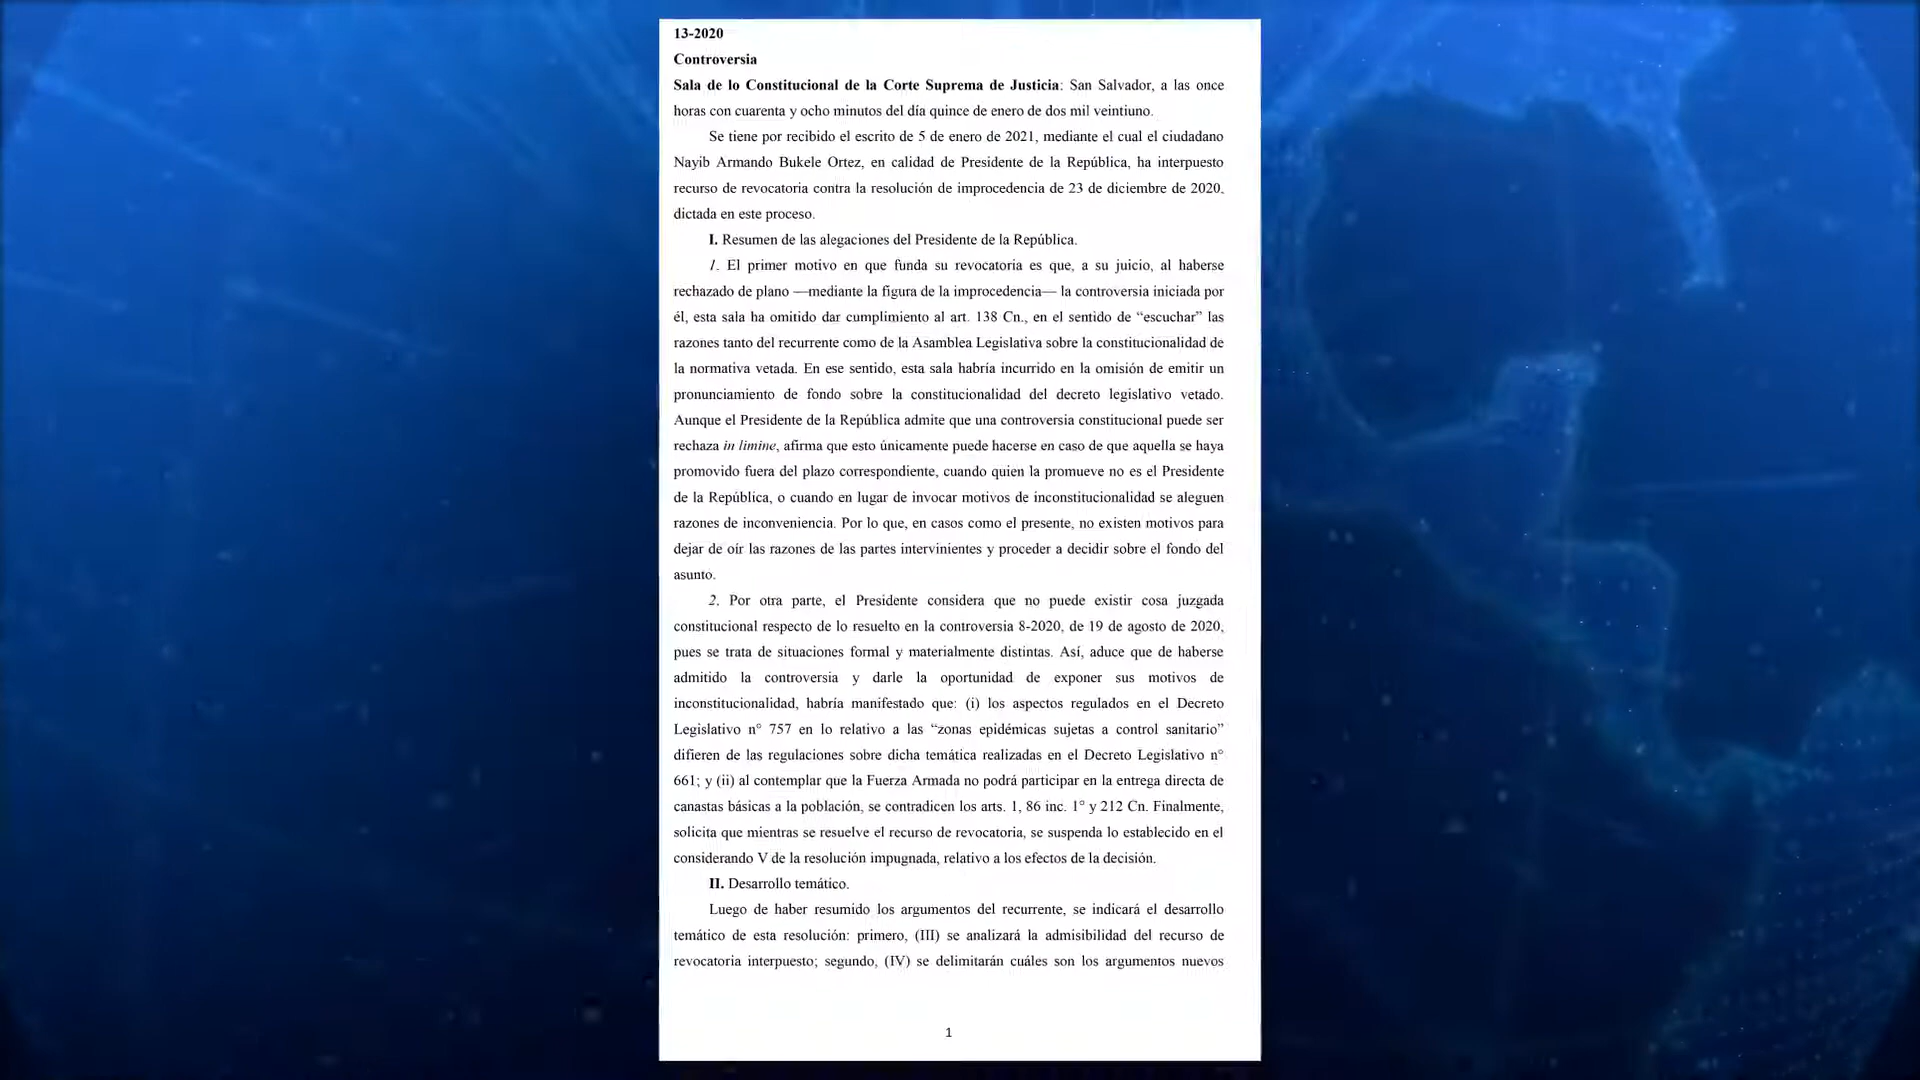 13-2020
Controversia
Sala de lo Constitucional de la Corte Suprema de Justicia: San Salvador, a las once
horas con cuarenta y ocho minutos del día quince de enero de dos mil veintiuno.
Se tiene por recibido el escrito de 5 de enero de 2021, mediante el cual el ciudadano
Nayib Armando Bukele Ortez, en calidad de Presidente de la República, ha interpuesto
recurso de revocatoria contra la resolución de improcedencia de 23 de diciembre de 2020,
dictada en este proceso.
I. Resumen de las alegaciones del Presidente de la República.
1. El primer motivo en que funda su revocatoria es que, a su juicio, al haberse
rechazado de plano —mediante la figura de la improcedencia— la controversia iniciada por
él, esta sala ha omitido dar cumplimiento al art. 138 Cn., en el sentido de “escuchar” las
razones tanto del recurrente como de la Asamblea Legislativa sobre la constitucionalidad de
la normativa vetada. En ese sentido, esta sala habría incurrido en la omisión de emitir un
pronunciamiento de fondo sobre la constitucionalidad del decreto legislativo vetado.
Aunque el Presidente de la República admite que una controversia constitucional puede ser
rechaza in limine, afirma que esto únicamente puede hacerse en caso de que aquella se haya
promovido fuera del plazo correspondiente, cuando quien la promueve no es el Presidente
de la República, o cuando en lugar de invocar motivos de inconstitucionalidad se aleguen
razones de inconveniencia. Por lo que, en casos como el presente, no existen motivos para
dejar de oír las razones de las partes intervinientes y proceder a decidir sobre el fondo del
asunto.
2. Por otra parte, el Presidente considera que no puede existir cosa juzgada
constitucional respecto de lo resuelto en la controversia 8-2020, de 19 de agosto de 2020,
pues se trata de situaciones formal y materialmente distintas. Así, aduce que de haberse
admitido la controversia y darle la oportunidad de exponer sus motivos de
inconstitucionalidad, habría manifestado que: (i) los aspectos regulados en el Decreto
Legislativo n° 757 en lo relativo a las “zonas epidémicas sujetas a control sanitario”
difieren de las regulaciones sobre dicha temática realizadas en el Decreto Legislativo n°
661; y (ii) al contemplar que la Fuerza Armada no podrá participar en la entrega directa de
canastas básicas a la población, se contradicen los arts. 1, 86 inc. 1° y 212 Cn. Finalmente,
solicita que mientras se resuelve el recurso de revocatoria, se suspenda lo establecido en el
considerando V de la resolución impugnada, relativo a los efectos de la decisión.
II. Desarrollo temático.
Luego de haber resumido los argumentos del recurrente, se indicará el desarrollo
temático de esta resolución: primero, (III) se analizará la admisibilidad del recurso de
revocatoria interpuesto; segundo, (IV) se delimitarán cuáles son los argumentos nuevos
1